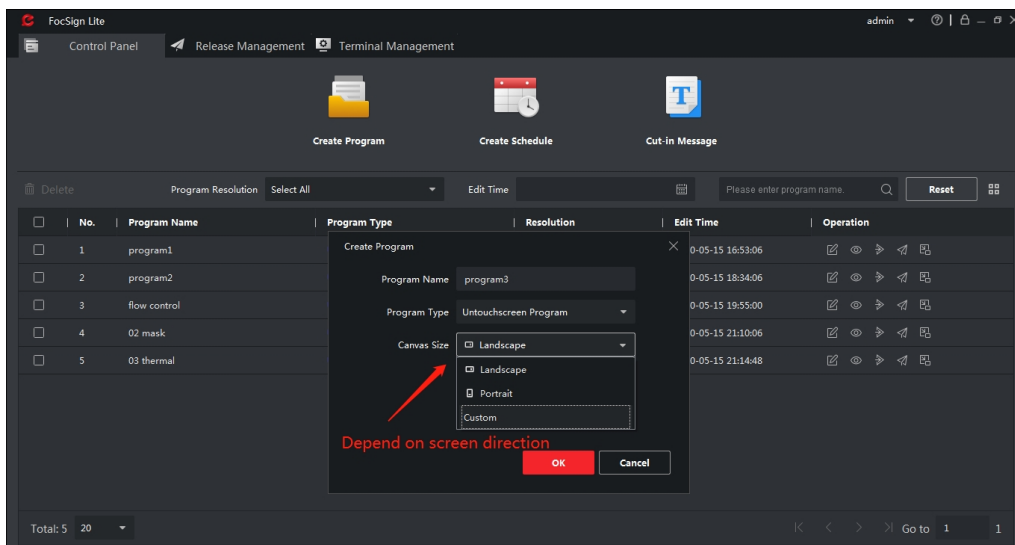 FocSign Lite
admin
Control Panel
Release Management
Terminal Management
Create Program
Create Schedule
Cut-in Message
Delete
Program Resolution
Select All
Edit Time
Please enter program name.
Reset
No.
Program Name
Program Type
Resolution
Edit Time
Operation
1
program1
0-05-15 16:53:06
2
program2
0-05-15 18:34:06
3
flow control
0-05-15 19:55:00
4
02 mask
0-05-15 21:10:06
5
03 thermal
0-05-15 21:14:48
Create Program
Program Name
program3
Program Type
Untouchscreen Program
Canvas Size
Landscape
Landscape
Portrait
Custom
Depend on screen direction
OK
Cancel
Total: 5
20
Go to
1
1